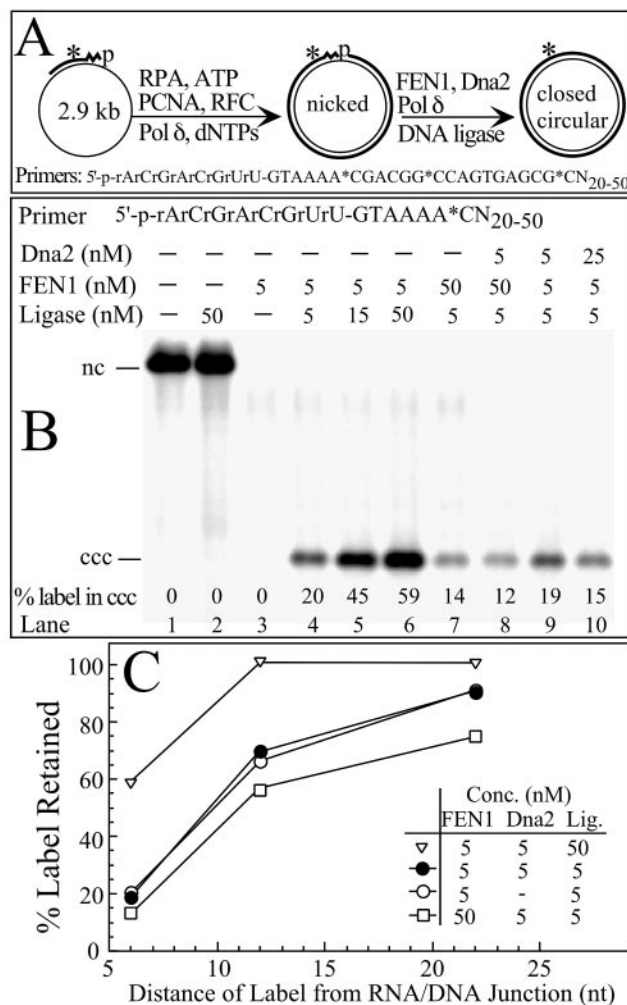 A
* p
2.9 kb
RPA, ATP
PCNA, RFC
Pol δ, dNTPs
* p
nicked
FEN1, Dna2
Pol δ
DNA ligase
*
closed
circular
Primers: 5'-p-rArCrGrArCrGrUrU-GTAAAA*CGACGG*CCAGTGAGCG*CN20-50
Primer 5'-p-rArCrGrArCrGrUrU-GTAAAA*CN20-50
Dna2 (nM) – – – – – – – 5 5 25
FEN1 (nM) – – 5 5 5 5 50 50 5 5
Ligase (nM) – 50 – 5 15 50 5 5 5 5
nc
B
ccc
% label in ccc 0 0 0 20 45 59 14 12 19 15
Lane 1 2 3 4 5 6 7 8 9 10
C
% Label Retained
100
80
60
40
20
0
5 10 15 20 25
Distance of Label from RNA/DNA Junction (nt)
Conc. (nM)
FEN1 Dna2 Lig.
5 5 50
5 5 5
5 - 5
50 5 5